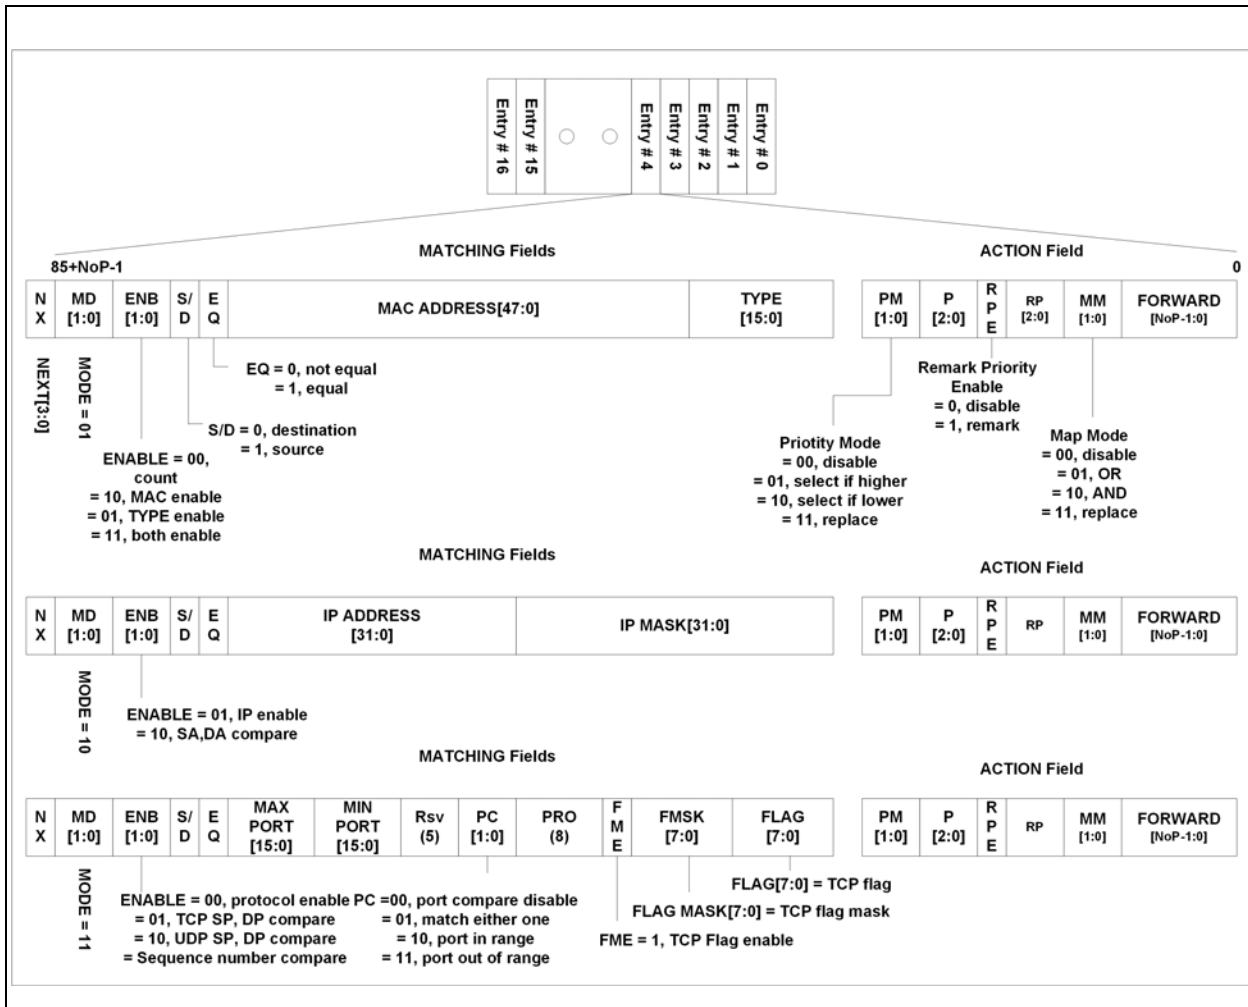 Entry # 16
Entry # 15
Entry # 4
Entry # 3
Entry # 2
Entry # 1
Entry # 0
MATCHING Fields
ACTION Field
85+NoP-1
0
NX
MD [1:0]
ENB [1:0]
S/D
EQ
MAC ADDRESS[47:0]
TYPE [15:0]
PM [1:0]
P [2:0]
RPE
RP [2:0]
MM [1:0]
FORWARD [NoP-1:0]
NEXT[3:0]
MODE = 01
EQ = 0, not equal
= 1, equal
S/D = 0, destination
= 1, source
ENABLE = 00,
count
= 10, MAC enable
= 01, TYPE enable
= 11, both enable
Priotity Mode
= 00, disable
= 01, select if higher
= 10, select if lower
= 11, replace
Remark Priority
Enable
= 0, disable
= 1, remark
Map Mode
= 00, disable
= 01, OR
= 10, AND
= 11, replace
MATCHING Fields
ACTION Field
NX
MD [1:0]
ENB [1:0]
S/D
EQ
IP ADDRESS [31:0]
IP MASK[31:0]
PM [1:0]
P [2:0]
RPE
RP
MM [1:0]
FORWARD [NoP-1:0]
MODE = 10
ENABLE = 01, IP enable
= 10, SA,DA compare
MATCHING Fields
ACTION Field
NX
MD [1:0]
ENB [1:0]
S/D
EQ
MAX PORT [15:0]
MIN PORT [15:0]
Rsv (5)
PC [1:0]
PRO (8)
FME
FMSK [7:0]
FLAG [7:0]
PM [1:0]
P [2:0]
RPE
RP
MM [1:0]
FORWARD [NoP-1:0]
MODE = 11
ENABLE = 00, protocol enable
= 01, TCP SP, DP compare
= 10, UDP SP, DP compare
= Sequence number compare
PC =00, port compare disable
= 01, match either one
= 10, port in range
= 11, port out of range
FLAG[7:0] = TCP flag
FLAG MASK[7:0] = TCP flag mask
FME = 1, TCP Flag enable